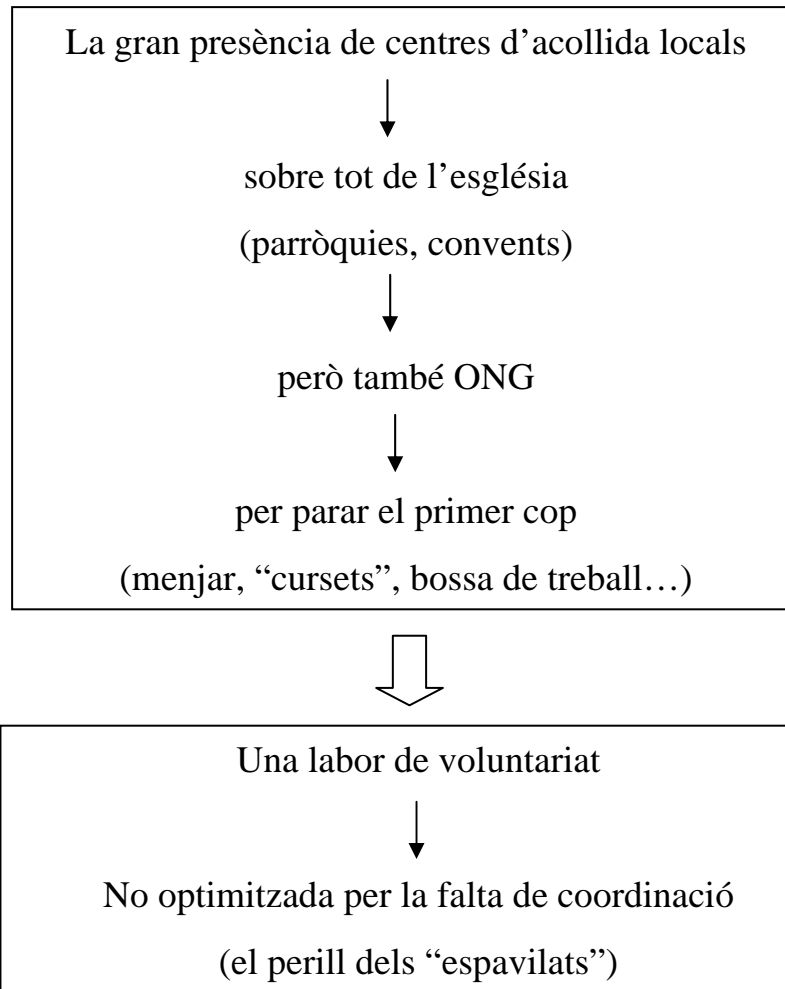 La gran presència de centres d’acollida locals
sobre tot de l’església
(parròquies, convents)
però també ONG
per parar el primer cop
(menjar, “cursets”, bossa de treball…)
Una labor de voluntariat
No optimitzada per la falta de coordinació
(el perill dels “espavilats”)